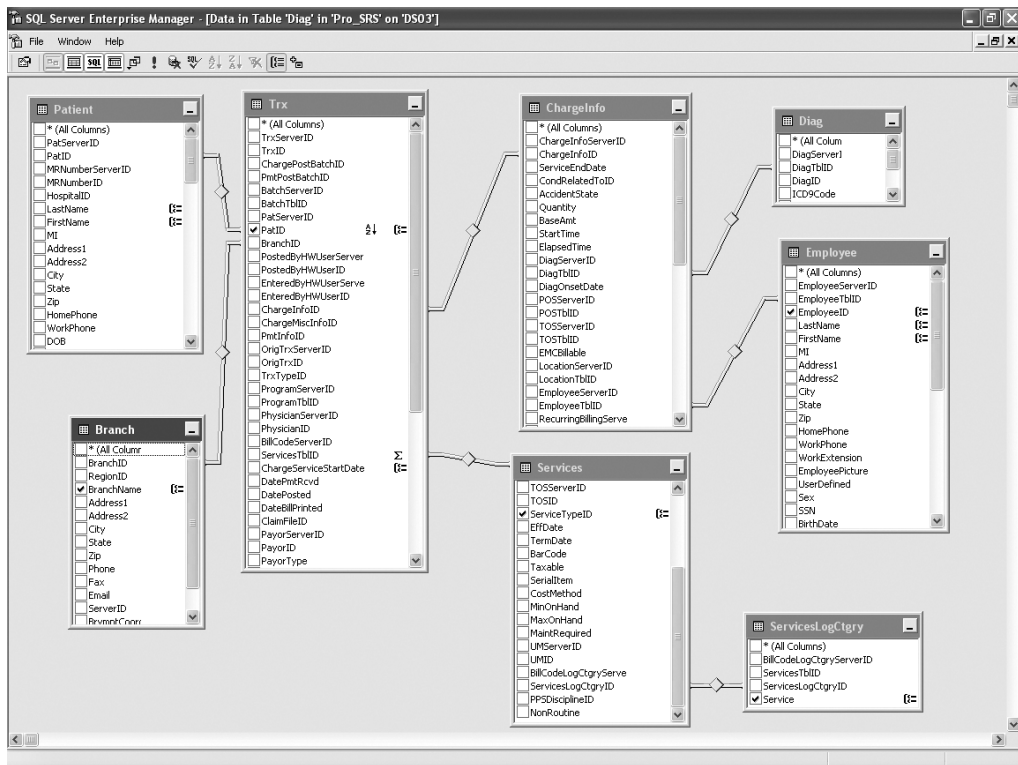 SQL Server Enterprise Manager - [Data in Table 'Diag' in 'Pro_SRS' on 'DS03']
File Window Help
Patient
* (All Columns)
PatServerID
PatID
MRNumberServerID
MRNumberID
HospitalID
LastName
FirstName
MI
Address1
Address2
City
State
Zip
HomePhone
WorkPhone
DOB
Trx
* (All Columns)
TrxServerID
TrxID
ChargePostBatchID
PmtPostBatchID
BatchServerID
BatchTblID
PatServerID
PatID
BranchID
PostedByHWUserServer
PostedByHWUserID
EnteredByHWUserServe
EnteredByHWUserID
ChargeInfoID
ChargeMiscInfoID
PmtInfoID
OrigTrxServerID
OrigTrxID
TrxTypeID
ProgramServerID
ProgramTblID
PhysicianServerID
PhysicianID
BillCodeServerID
ServicesTblID
ChargeServiceStartDate
DatePmtRcvd
DatePosted
DateBillPrinted
ClaimFileID
PayorServerID
PayorID
PayorType
ChargeInfo
* (All Columns)
ChargeInfoServerID
ChargeInfoID
ServiceEndDate
CondRelatedToID
AccidentState
Quantity
BaseAmt
StartTime
ElapsedTime
DiagServerID
DiagTblID
DiagOnsetDate
POSServerID
POSTblID
TOSServerID
TOSTblID
EMCBillable
LocationServerID
LocationTblID
EmployeeServerID
EmployeeTblID
RecurringBillingServe
Diag
* (All Colum
DiagServerI
DiagTblID
DiagID
ICD9Code
Employee
* (All Columns)
EmployeeServerID
EmployeeTblID
EmployeeID
LastName
FirstName
MI
Address1
Address2
City
State
Zip
HomePhone
WorkPhone
WorkExtension
EmployeePicture
UserDefined
Sex
SSN
BirthDate
Branch
* (All Columr
BranchID
RegionID
BranchName
Address1
Address2
City
State
Zip
Phone
Fax
Email
ServerID
Services
TOSServerID
TOSID
ServiceTypeID
EffDate
TermDate
BarCode
Taxable
SerialItem
CostMethod
MinOnHand
MaxOnHand
MaintRequired
UMServerID
UMID
BillCodeLogCtgryServe
ServicesLogCtgryID
PPSDisciplineID
NonRoutine
ServicesLogCtgry
* (All Columns)
BillCodeLogCtgryServerID
ServicesTblID
ServicesLogCtgryID
Service